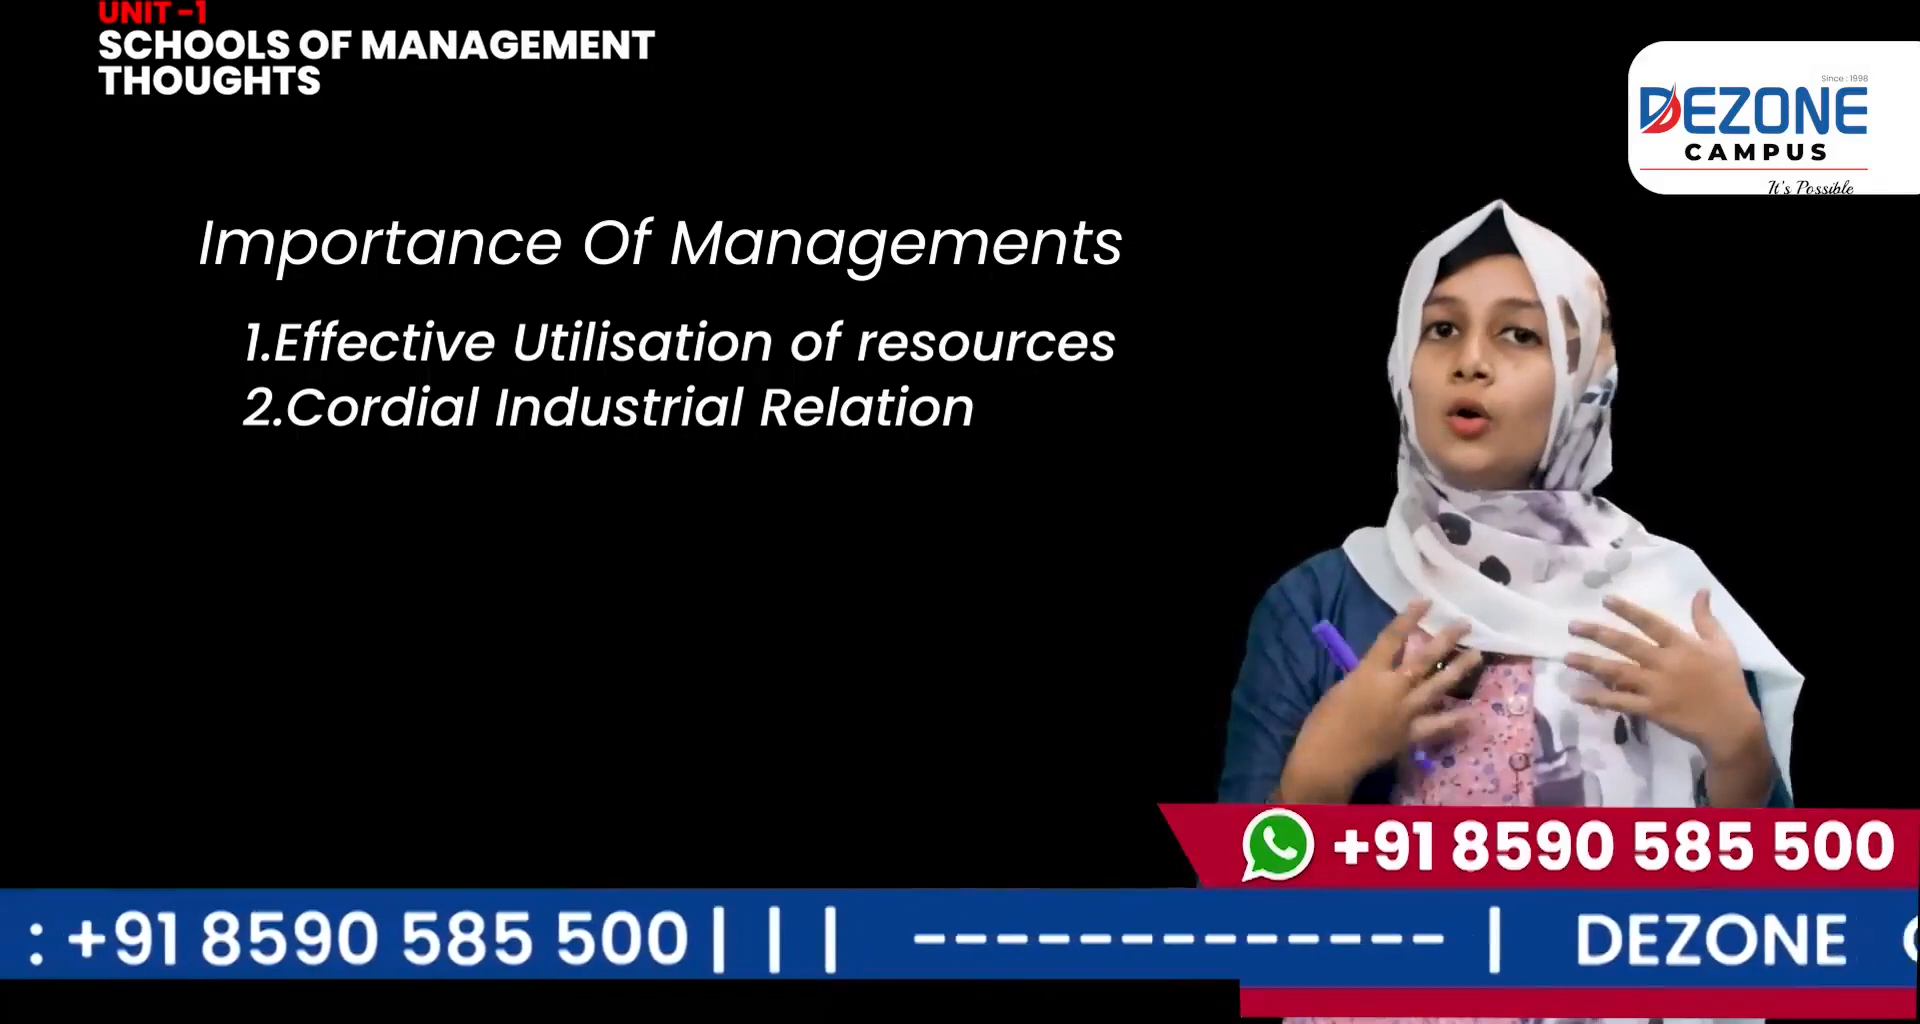 UNIT -1
SCHOOLS OF MANAGEMENT
THOUGHTS
Since : 1998
DEZONE
CAMPUS
It's Possible
Importance Of Managements
1.Effective Utilisation of resources
2.Cordial Industrial Relation
+91 8590 585 500
: +91 8590 585 500 | | | -------------- | DEZONE